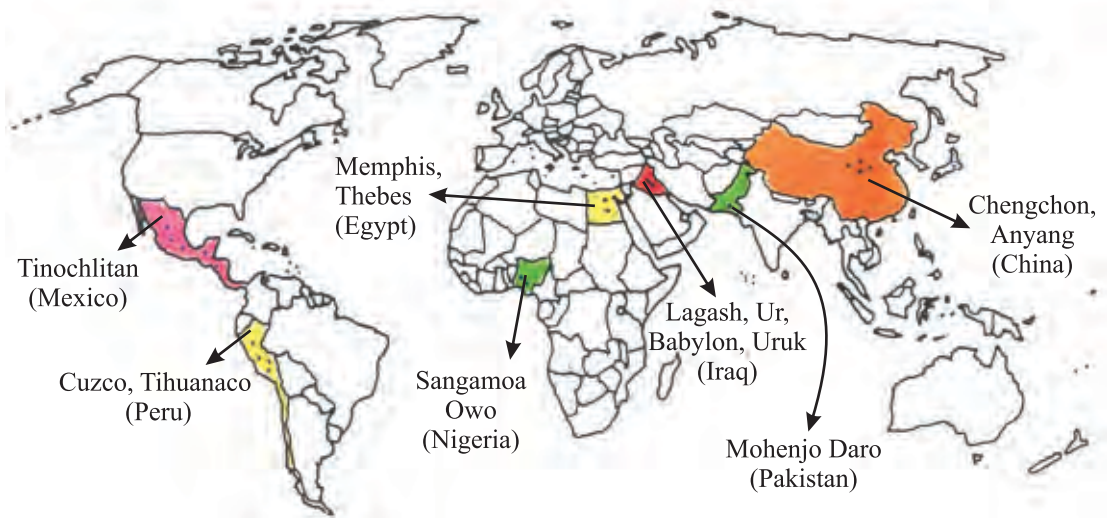 Memphis,
Thebes
(Egypt)
Chengchon,
Anyang
(China)
Tinochlitan
(Mexico)
Lagash, Ur,
Babylon, Uruk
(Iraq)
Cuzco, Tihuanaco
(Peru)
Sangamoa
Owo
(Nigeria)
Mohenjo Daro
(Pakistan)